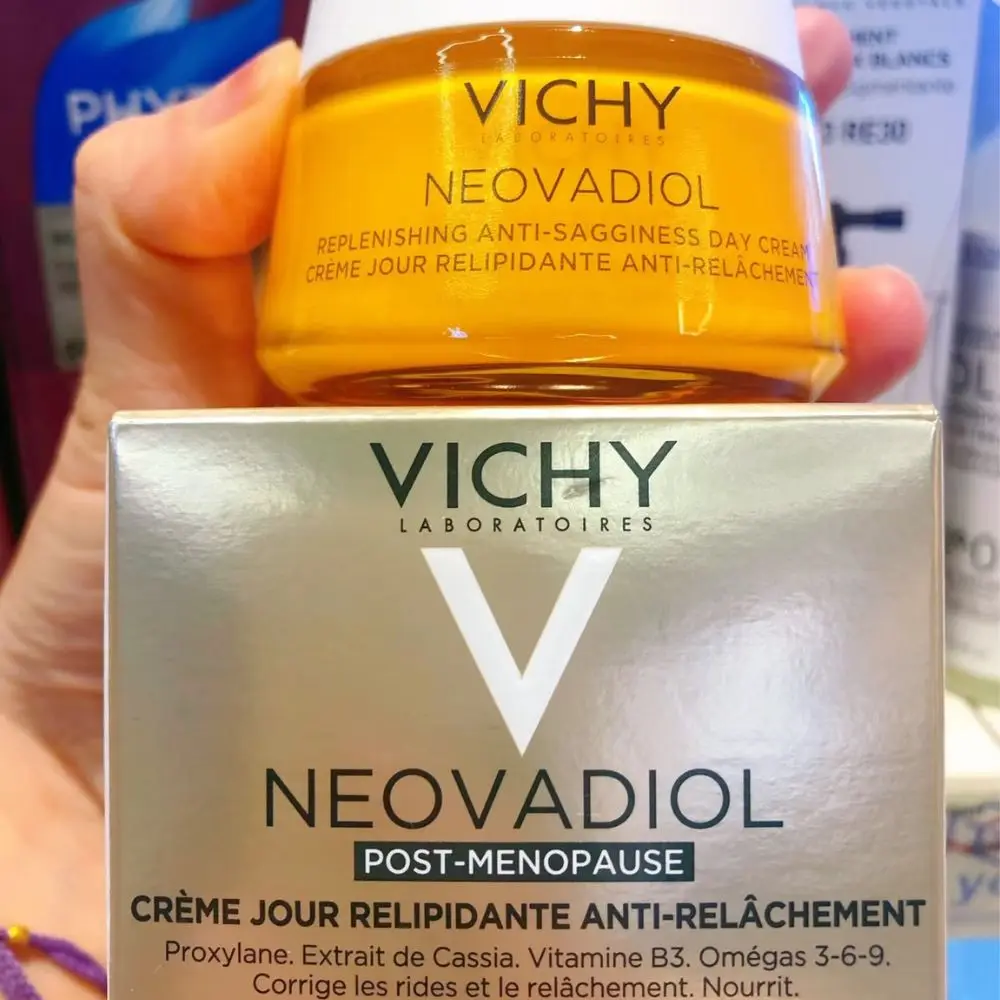 VICHY
LABORATOIRES
NEOVADIOL
REPLENISHING ANTI-SAGGINESS DAY CREAM
CRÈME JOUR RELIPIDANTE ANTI-RELÂCHEMENT
BLANCS
RE30
VICHY
LABORATOIRES
V
NEOVADIOL
POST-MENOPAUSE
CRÈME JOUR RELIPIDANTE ANTI-RELÂCHEMENT
Proxylane. Extrait de Cassia. Vitamine B3. Omégas 3-6-9.
Corrige les rides et le relâchement. Nourrit.